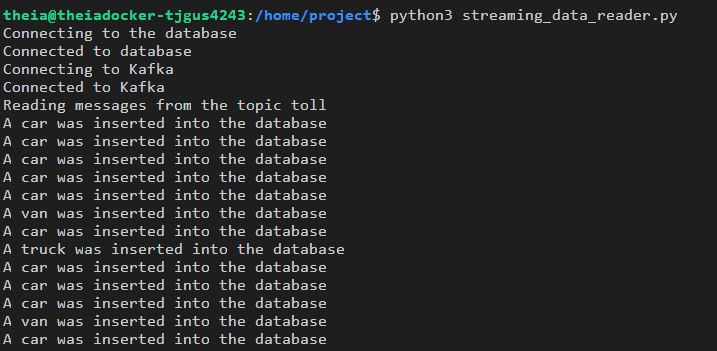 theia@theiadocker-tjgus4243:/home/project$ python3 streaming_data_reader.py
Connecting to the database
Connected to database
Connecting to Kafka
Connected to Kafka
Reading messages from the topic toll
A car was inserted into the database
A car was inserted into the database
A car was inserted into the database
A car was inserted into the database
A car was inserted into the database
A van was inserted into the database
A car was inserted into the database
A truck was inserted into the database
A car was inserted into the database
A car was inserted into the database
A car was inserted into the database
A van was inserted into the database
A car was inserted into the database